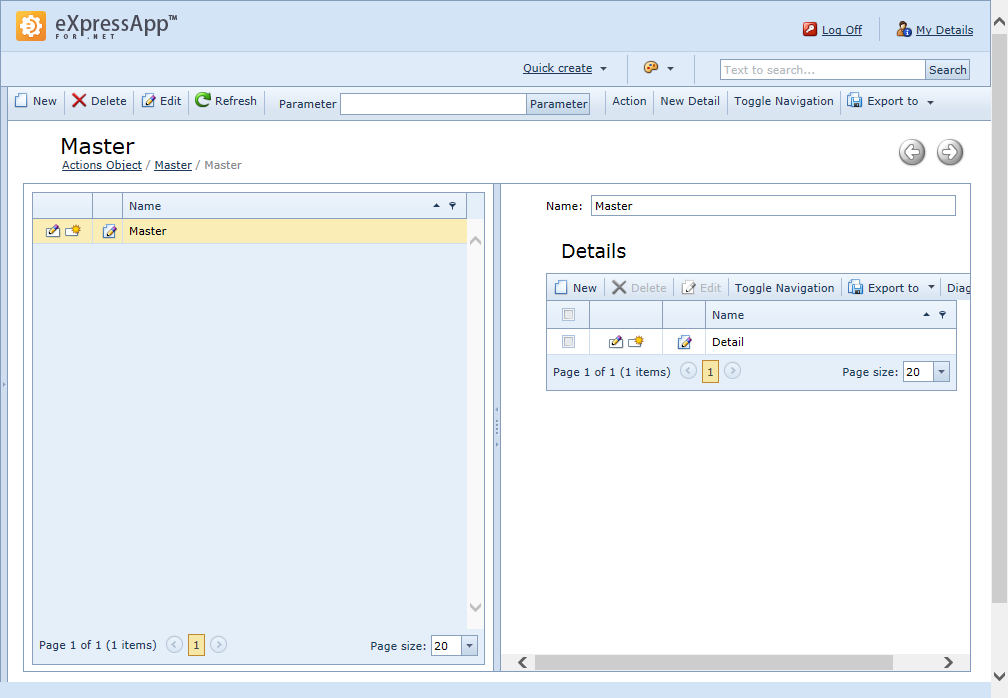 eXpressApp™
FOR .NET
Log Off
My Details
Quick create
Text to search...
Search
New
Delete
Edit
Refresh
Parameter
Parameter
Action
New Detail
Toggle Navigation
Export to
Master
Actions Object / Master / Master
Name
Master
Page 1 of 1 (1 items)
1
Page size: 20
Name: Master
Details
New
Delete
Edit
Toggle Navigation
Export to
Diag
Name
Detail
Page 1 of 1 (1 items)
1
Page size: 20